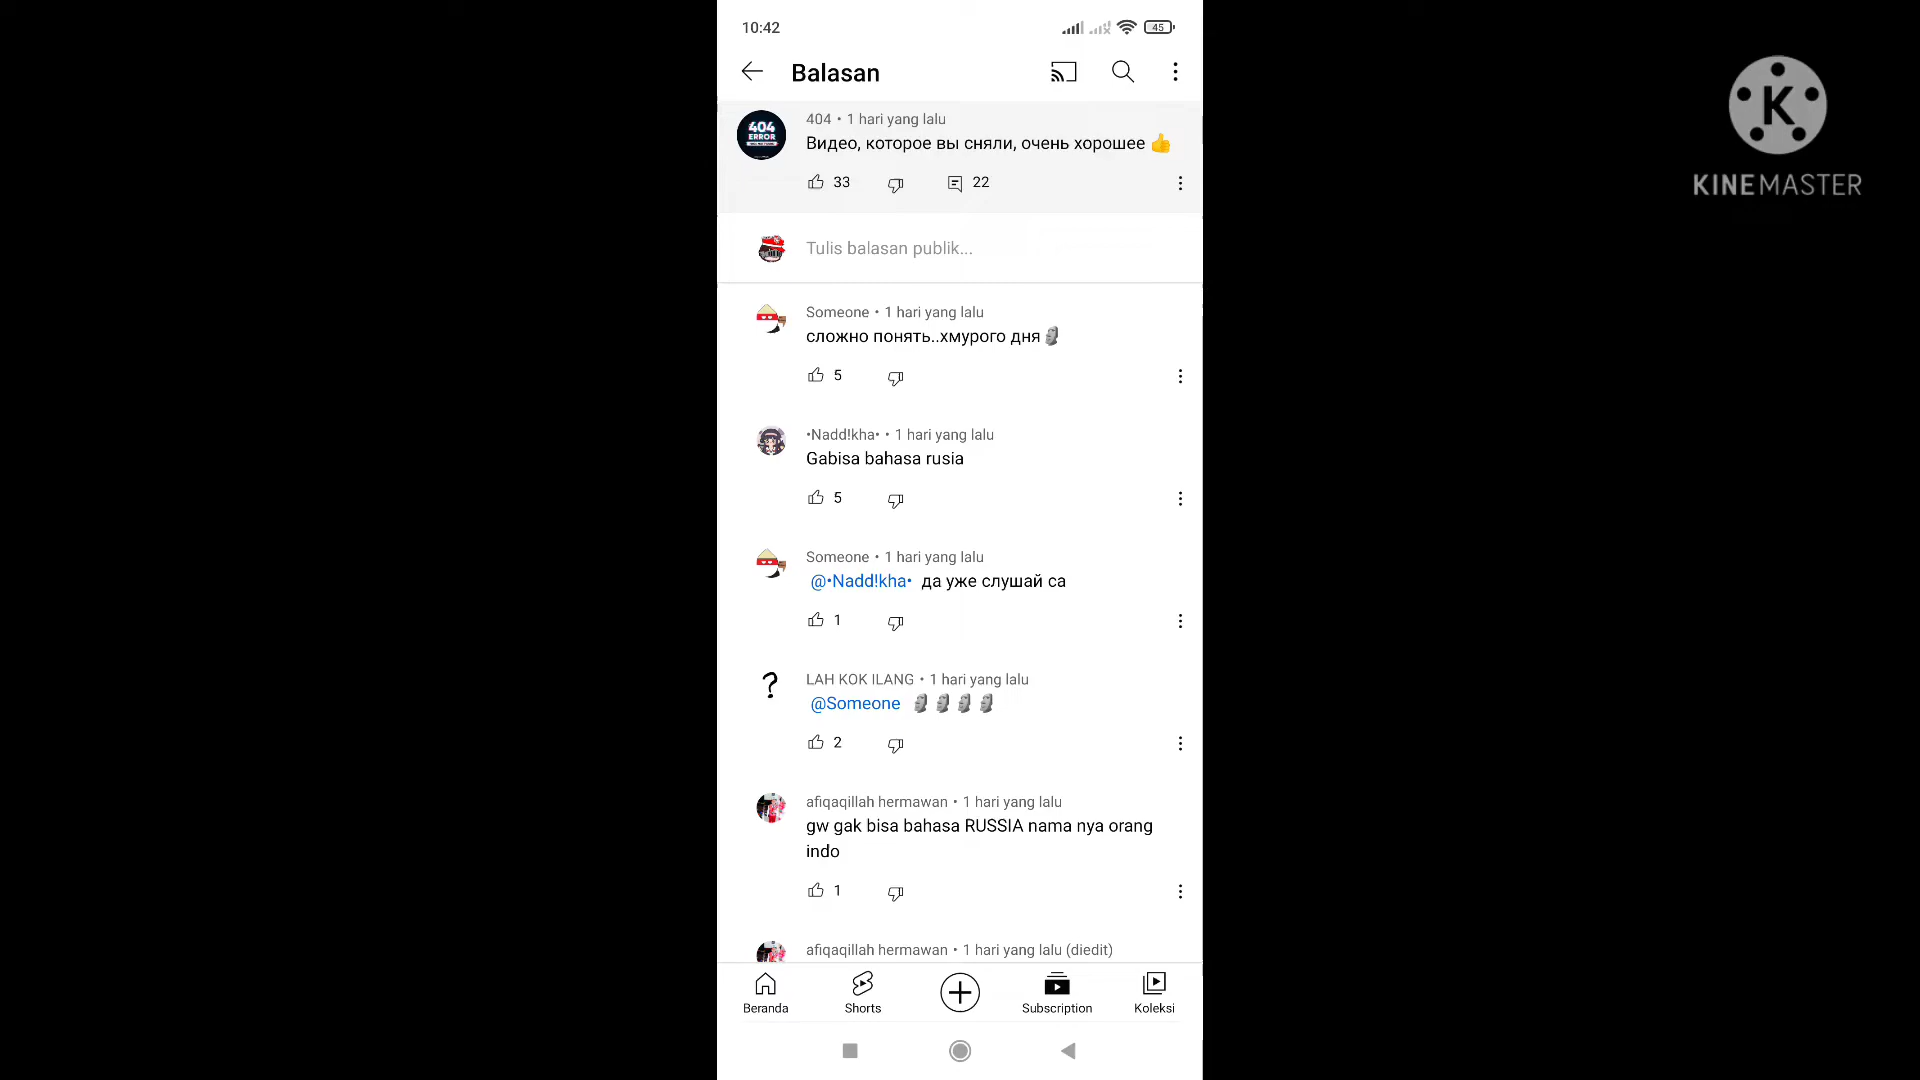 10:42
45
Balasan
404 • 1 hari yang lalu
Видео, которое вы сняли, очень хорошее 👍
33
22
404
ERROR
Tulis balasan publik...
Someone • 1 hari yang lalu
сложно понять..хмурого дня🗿
5
•Nadd!kha• • 1 hari yang lalu
Gabisa bahasa rusia
5
Someone • 1 hari yang lalu
@•Nadd!kha• да уже слушай са
1
LAH KOK ILANG • 1 hari yang lalu
@Someone 🗿🗿🗿🗿
2
afiqaqillah hermawan • 1 hari yang lalu
gw gak bisa bahasa RUSSIA nama nya orang
indo
1
afiqaqillah hermawan • 1 hari yang lalu (diedit)
Beranda
Shorts
Subscription
Koleksi
K
KINEMASTER